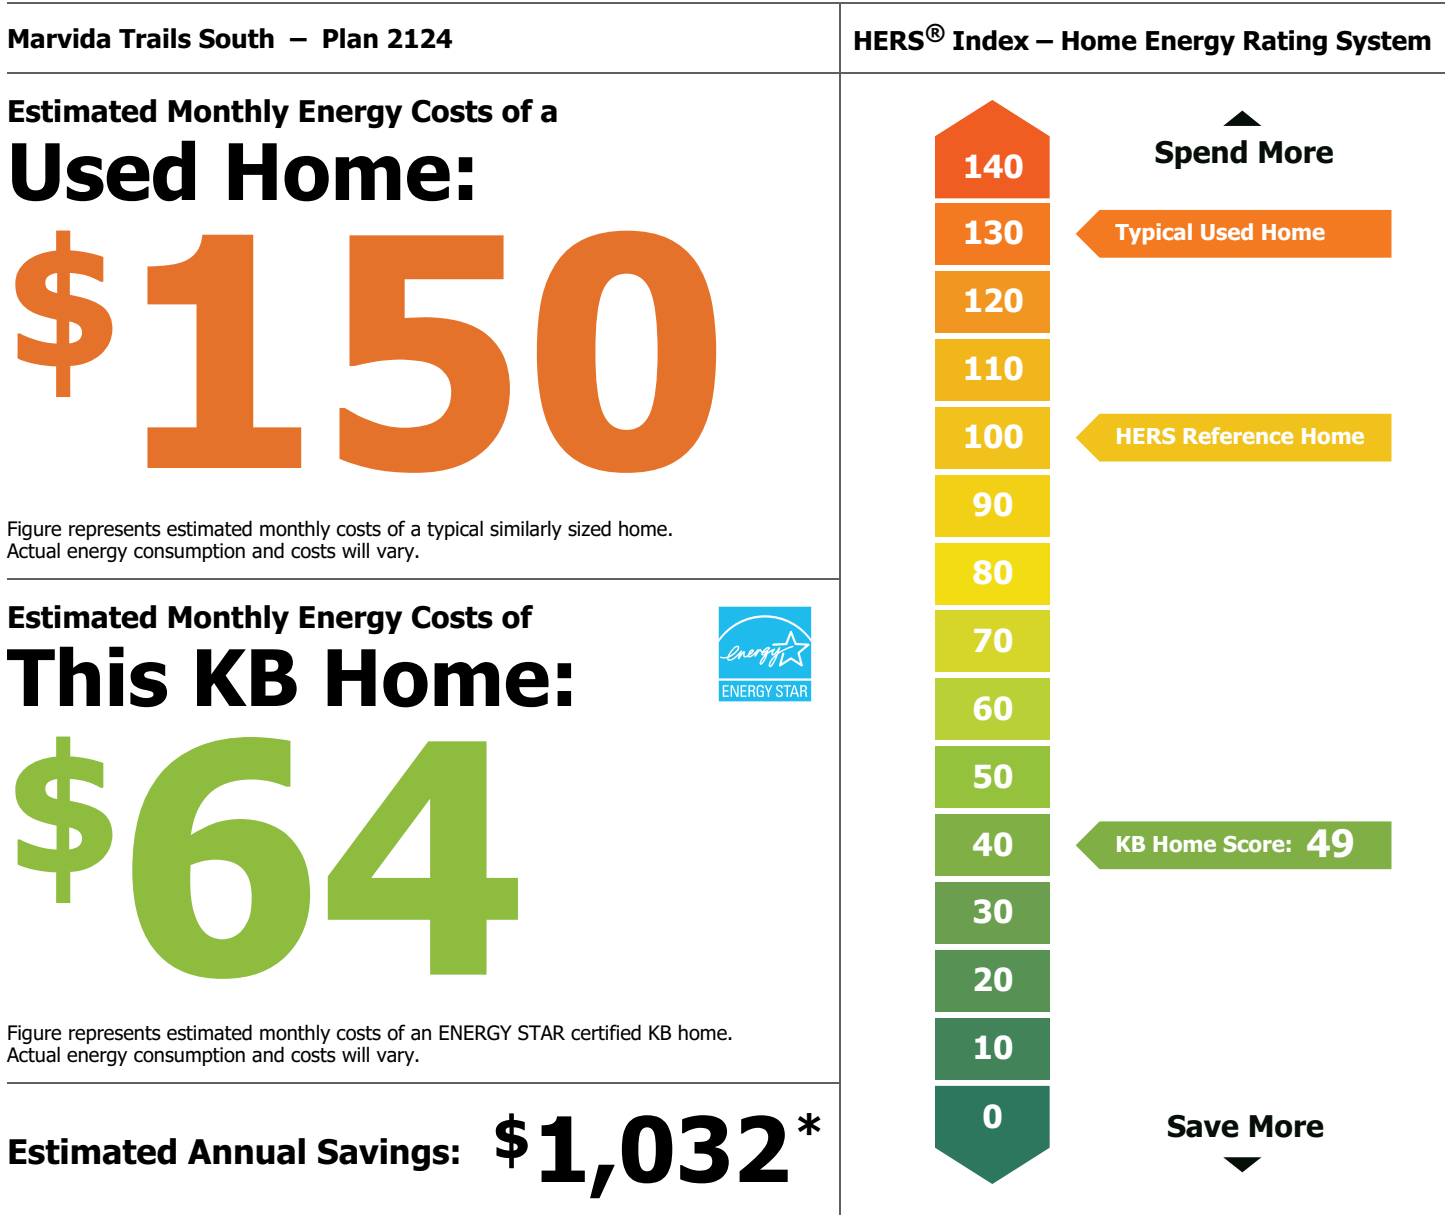 Marvida Trails South – Plan 2124
Estimated Monthly Energy Costs of a
Used Home:
$150
Figure represents estimated monthly costs of a typical similarly sized home.
Actual energy consumption and costs will vary.
Estimated Monthly Energy Costs of
This KB Home:
energy
ENERGY STAR
$64
Figure represents estimated monthly costs of an ENERGY STAR certified KB home.
Actual energy consumption and costs will vary.
Estimated Annual Savings: $1,032*
HERS® Index – Home Energy Rating System
Spend More
140
130 Typical Used Home
120
110
100 HERS Reference Home
90
80
70
60
50
40 KB Home Score: 49
30
20
10
0
Save More